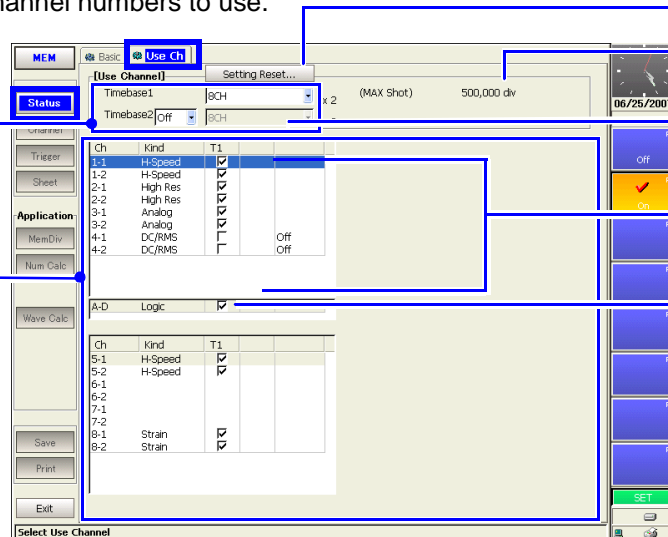 hannel numbers to use.
MEM
Basic
Use Ch
[Use Channel]
Setting Reset...
Status
Timebase1
8CH
x 2
(MAX Shot)
500,000 div
Timebase2
Off
8CH
-
06/25/200
Channel
Trigger
Sheet
Application
MemDiv
Num Calc
Wave Calc
Save
Print
Exit
Ch Kind T1
1-1 H-Speed
1-2 H-Speed
2-1 High Res
2-2 High Res
3-1 Analog
3-2 Analog
4-1 DC/RMS Off
4-2 DC/RMS Off
A-D Logic
Ch Kind T1
5-1 H-Speed
5-2 H-Speed
6-1
6-2
7-1
7-2
8-1 Strain
8-2 Strain
Off
On
SET
Select Use Channel